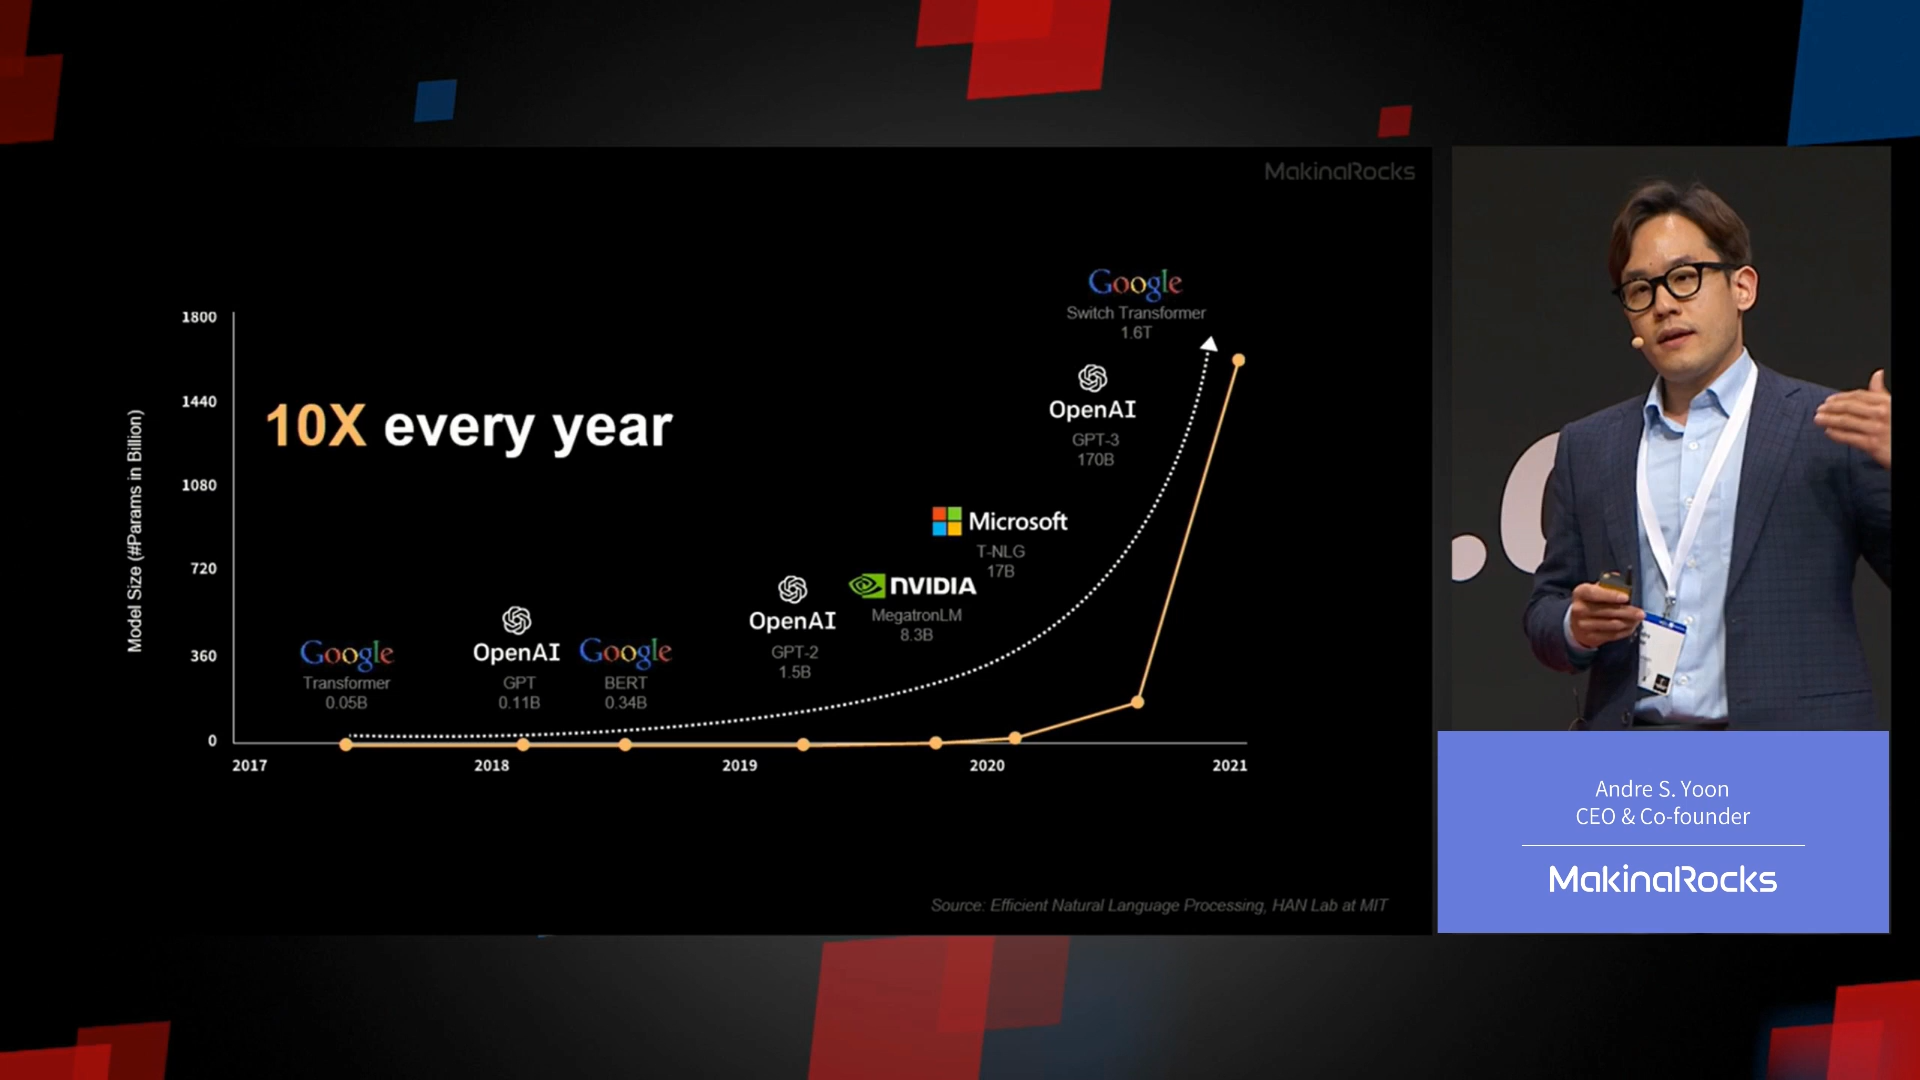 MakinaRocks
10X every year
Model Size (#Params in Billion)
1800
1440
1080
720
360
0
2017
2018
2019
2020
2021
Google
Transformer
0.05B
OpenAI
GPT
0.11B
Google
BERT
0.34B
OpenAI
GPT-2
1.5B
NVIDIA
MegatronLM
8.3B
Microsoft
T-NLG
17B
OpenAI
GPT-3
170B
Google
Switch Transformer
1.6T
Source: Efficient Natural Language Processing, HAN Lab at MIT
Andre S. Yoon
CEO & Co-founder
MakinaRocks